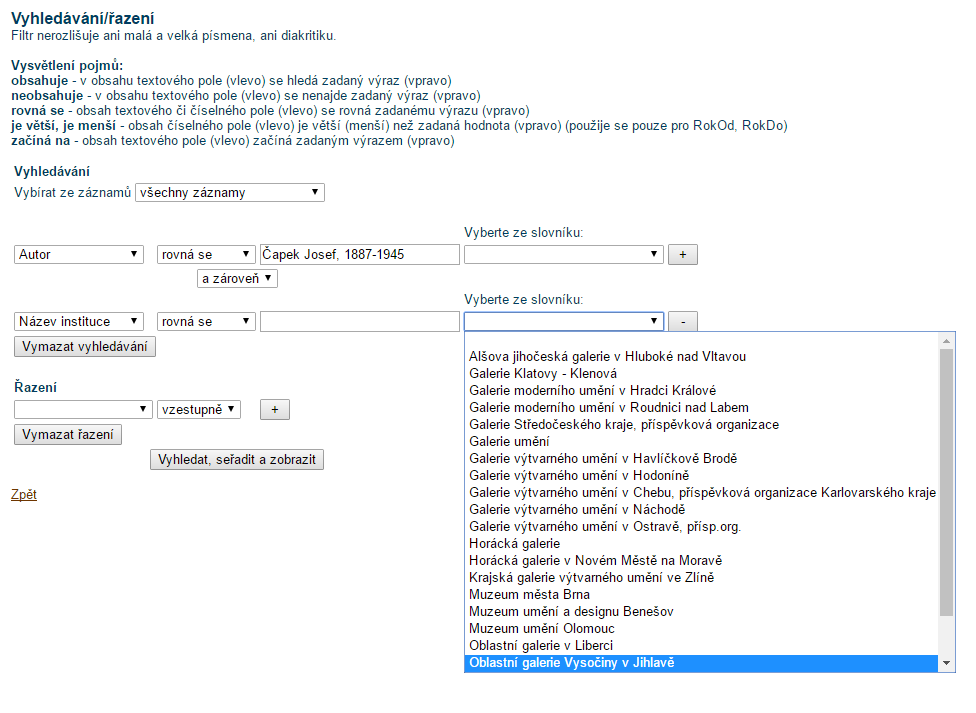 Vyhledávání/řazení
Filtr nerozlišuje ani malá a velká písmena, ani diakritiku.
Vysvětlení pojmů:
obsahuje - v obsahu textového pole (vlevo) se hledá zadaný výraz (vpravo)
neobsahuje - v obsahu textového pole (vlevo) se nenajde zadaný výraz (vpravo)
rovná se - obsah textového či číselného pole (vlevo) se rovná zadanému výrazu (vpravo)
je větší, je menší - obsah číselného pole (vlevo) je větší (menší) než zadaná hodnota (vpravo) (použije se pouze pro RokOd, RokDo)
začíná na - obsah textového pole (vlevo) začíná zadaným výrazem (vpravo)
Vyhledávání
Vybírat ze záznamů všechny záznamy
Vyberte ze slovníku:
Autor rovná se Čapek Josef, 1887-1945 +
a zároveň
Vyberte ze slovníku:
Název instituce rovná se -
Vymazat vyhledávání
Řazení
vzestupně +
Vymazat řazení
Vyhledat, seřadit a zobrazit
Zpět
Alšova jihočeská galerie v Hluboké nad Vltavou
Galerie Klatovy - Klenová
Galerie moderního umění v Hradci Králové
Galerie moderního umění v Roudnici nad Labem
Galerie Středočeského kraje, příspěvková organizace
Galerie umění
Galerie výtvarného umění v Havlíčkově Brodě
Galerie výtvarného umění v Hodoníně
Galerie výtvarného umění v Chebu, příspěvková organizace Karlovarského kraje
Galerie výtvarného umění v Náchodě
Galerie výtvarného umění v Ostravě, přísp.org.
Horácká galerie
Horácká galerie v Novém Městě na Moravě
Krajská galerie výtvarného umění ve Zlíně
Muzeum města Brna
Muzeum umění a designu Benešov
Muzeum umění Olomouc
Oblastní galerie v Liberci
Oblastní galerie Vysočiny v Jihlavě